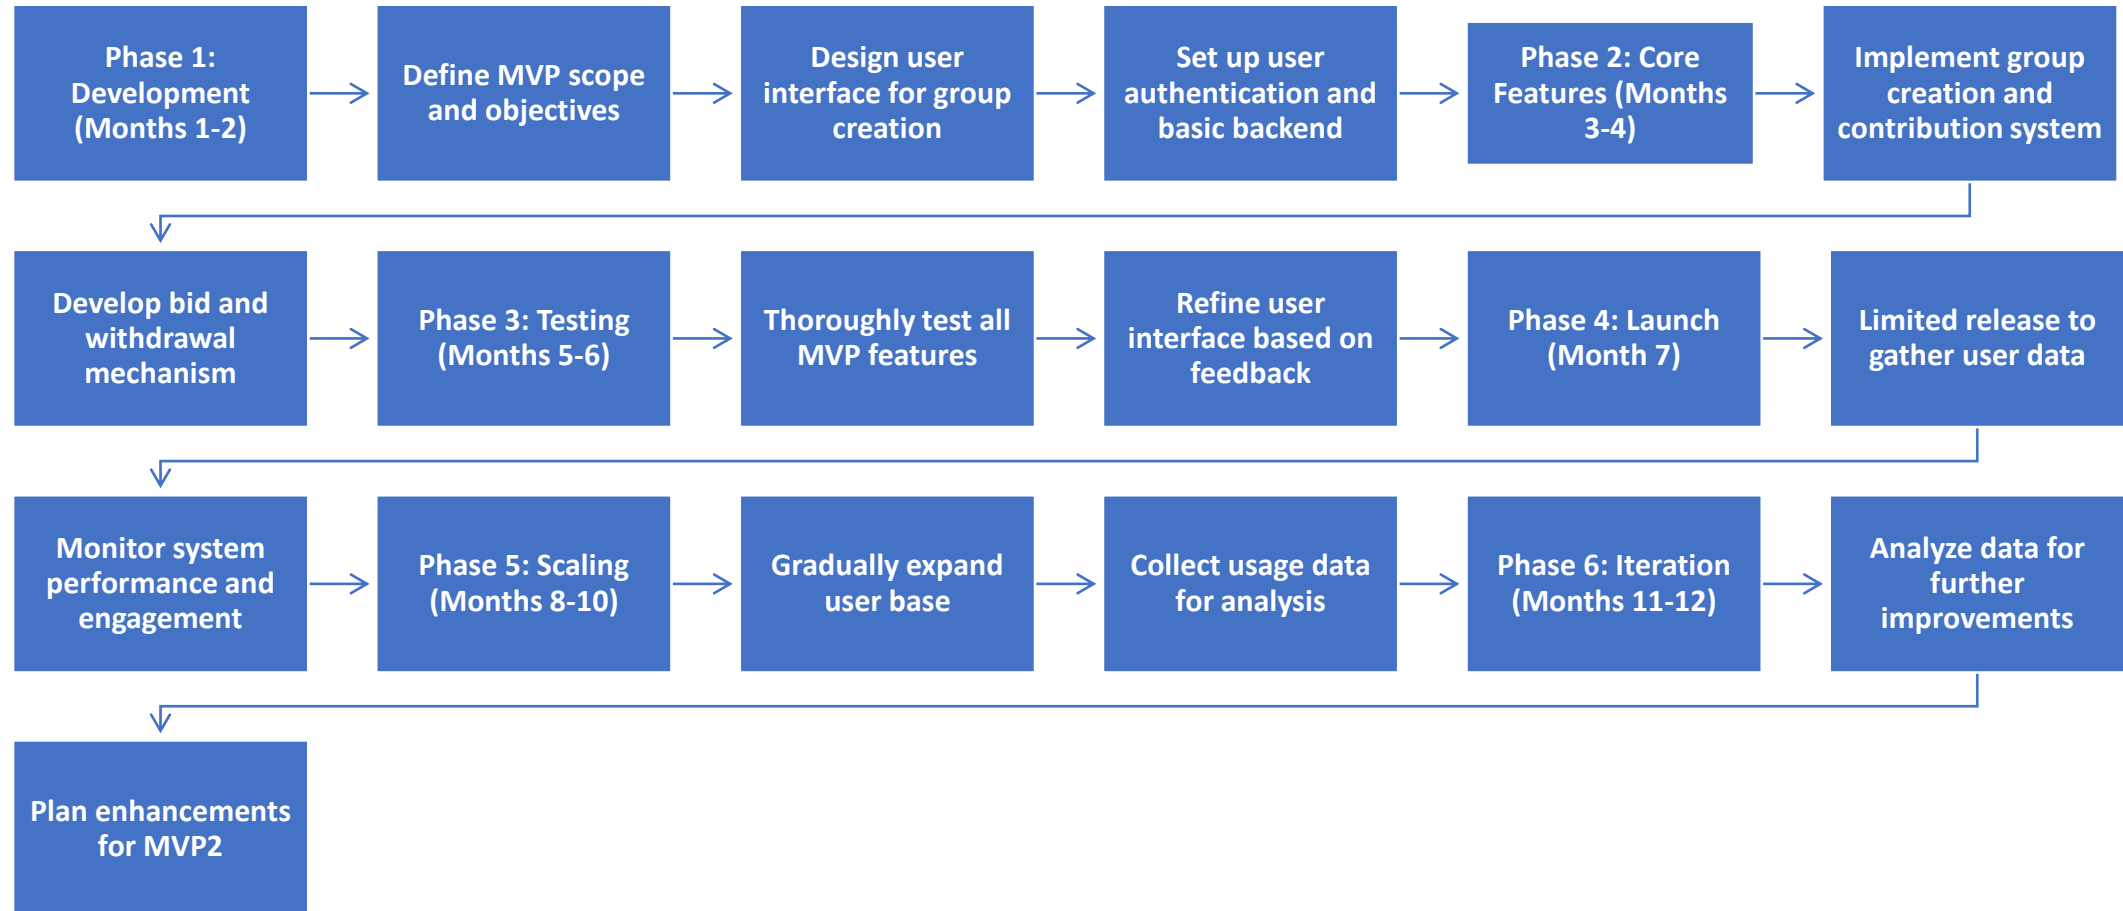 Phase 1:
Development
(Months 1-2)
Define MVP scope
and objectives
Design user
interface for group
creation
Set up user
authentication and
basic backend
Phase 2: Core
Features (Months
3-4)
Implement group
creation and
contribution system
Develop bid and
withdrawal
mechanism
Phase 3: Testing
(Months 5-6)
Thoroughly test all
MVP features
Refine user
interface based on
feedback
Phase 4: Launch
(Month 7)
Limited release to
gather user data
Monitor system
performance and
engagement
Phase 5: Scaling
(Months 8-10)
Gradually expand
user base
Collect usage data
for analysis
Phase 6: Iteration
(Months 11-12)
Analyze data for
further
improvements
Plan enhancements
for MVP2